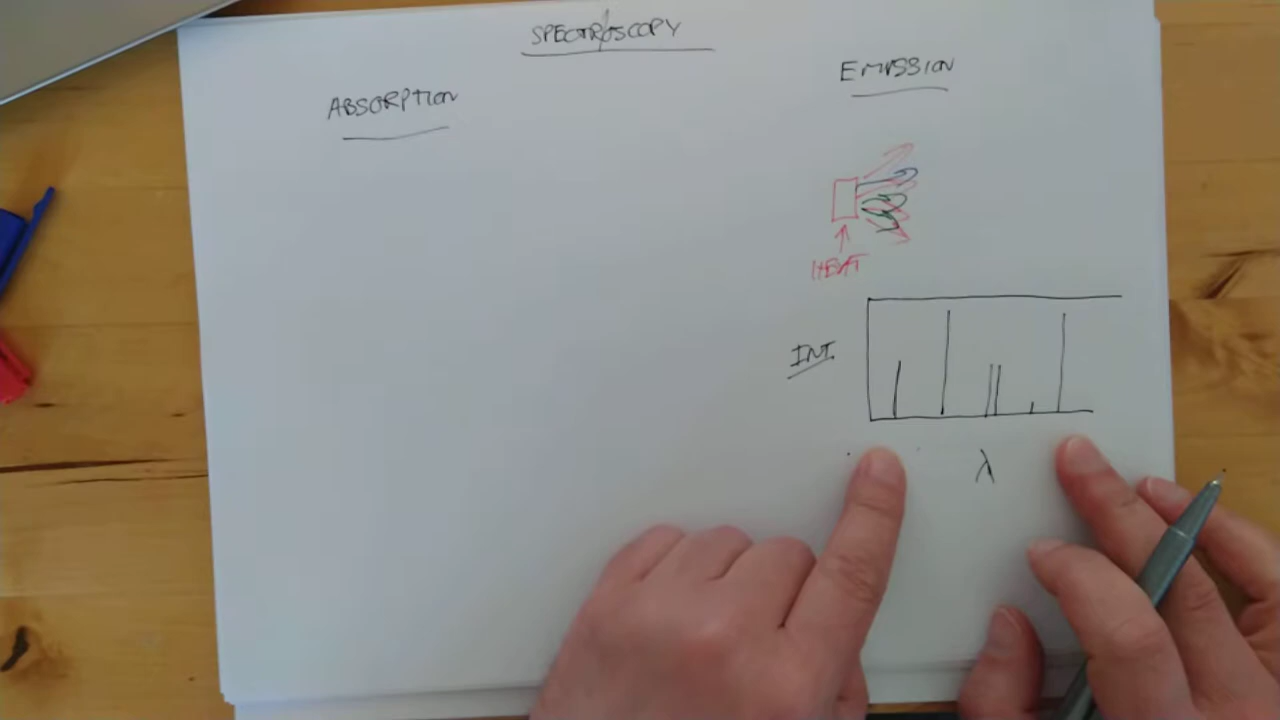 SPECTROSCOPY
ABSORPTION
EMISSION
HEAT
INT.
λ